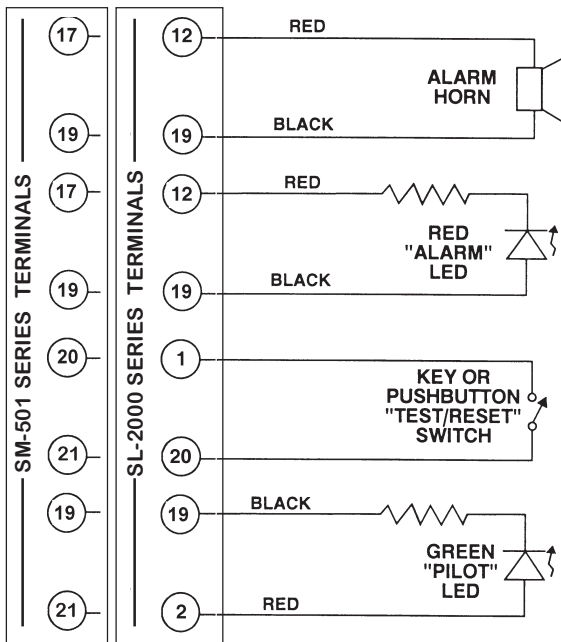 SM-501 SERIES TERMINALS
17
19
17
19
20
21
19
21
SL-2000 SERIES TERMINALS
12
19
12
19
1
20
19
2
RED
ALARM
HORN
BLACK
RED
RED
"ALARM"
LED
BLACK
KEY OR
PUSHBUTTON
"TEST/RESET"
SWITCH
BLACK
GREEN
"PILOT"
LED
RED